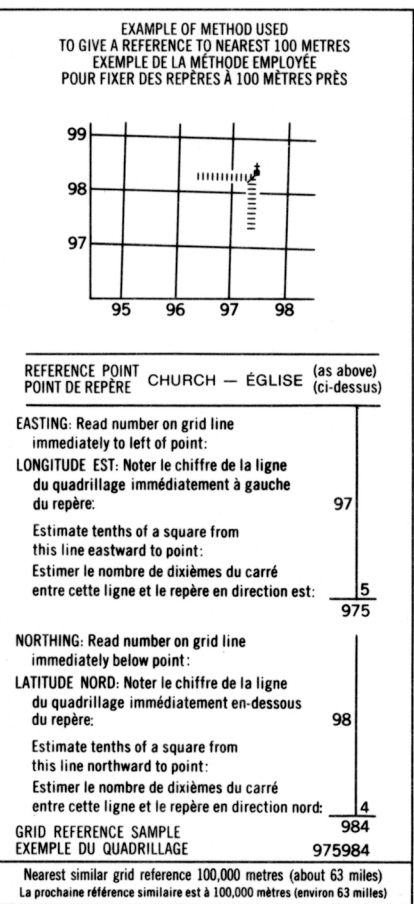 EXAMPLE OF METHOD USED
TO GIVE A REFERENCE TO NEAREST 100 METRES
EXEMPLE DE LA MÉTHODE EMPLOYÉE
POUR FIXER DES REPÈRES À 100 MÈTRES PRÈS
99
98
97
95 96 97 98
REFERENCE POINT
POINT DE REPÈRE
CHURCH — ÉGLISE
(as above)
(ci-dessus)
EASTING: Read number on grid line
immediately to left of point:
LONGITUDE EST: Noter le chiffre de la ligne
du quadrillage immédiatement à gauche
du repère: 97
Estimate tenths of a square from
this line eastward to point:
Estimer le nombre de dixièmes du carré
entre cette ligne et le repère en direction est: 5
975
NORTHING: Read number on grid line
immediately below point:
LATITUDE NORD: Noter le chiffre de la ligne
du quadrillage immédiatement en-dessous
du repère: 98
Estimate tenths of a square from
this line northward to point:
Estimer le nombre de dixièmes du carré
entre cette ligne et le repère en direction nord: 4
984
GRID REFERENCE SAMPLE
EXEMPLE DU QUADRILLAGE 975984
Nearest similar grid reference 100,000 metres (about 63 miles)
La prochaine référence similaire est à 100,000 mètres (environ 63 milles)